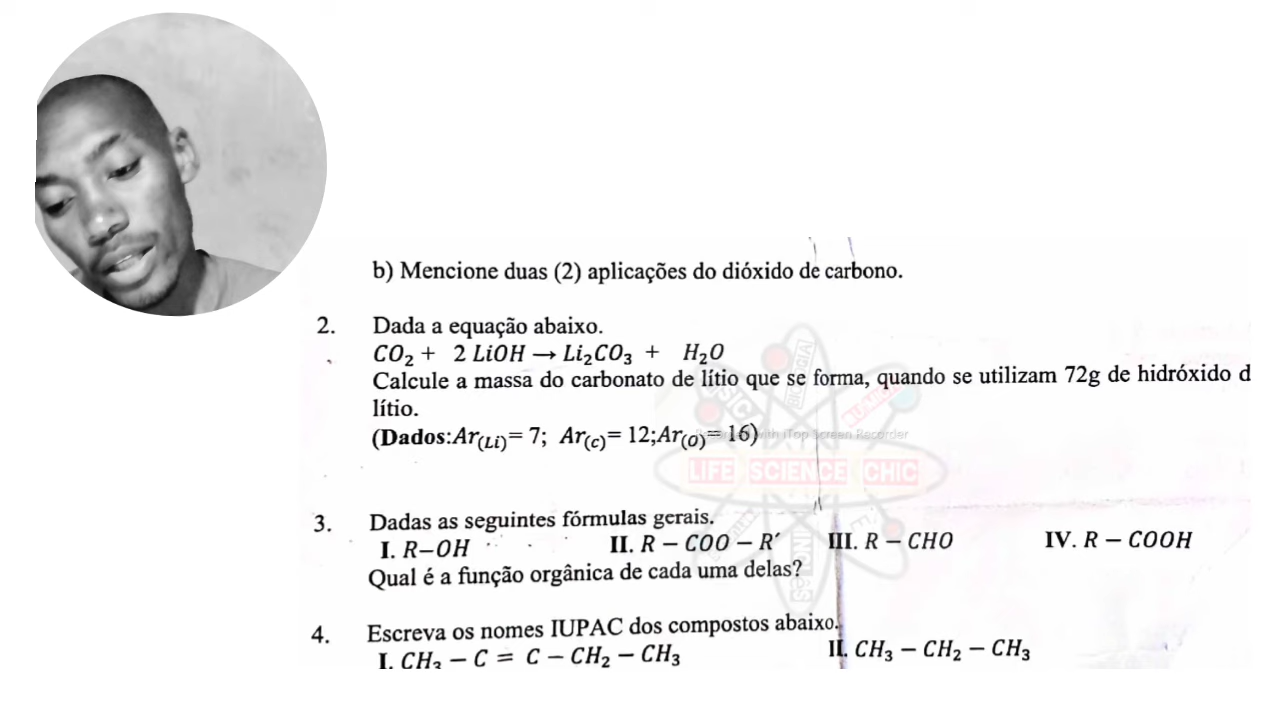 b) Mencione duas (2) aplicações do dióxido de carbono.
2. Dada a equação abaixo.
CO₂ + 2 LiOH → Li₂CO₃ + H₂O
Calcule a massa do carbonato de lítio que se forma, quando se utilizam 72g de hidróxido d
lítio.
(Dados:Ar(Li)= 7; Ar(c)= 12;Ar(O)= 16)
with iTop Screen Recorder
LIFE SCIENCE CHIC
3. Dadas as seguintes fórmulas gerais.
I. R–OH II. R – COO – R´ III. R – CHO IV. R – COOH
Qual é a função orgânica de cada uma delas?
4. Escreva os nomes IUPAC dos compostos abaixo.
I. CH₃ – C = C – CH₂ – CH₃ II. CH₃ – CH₂ – CH₃